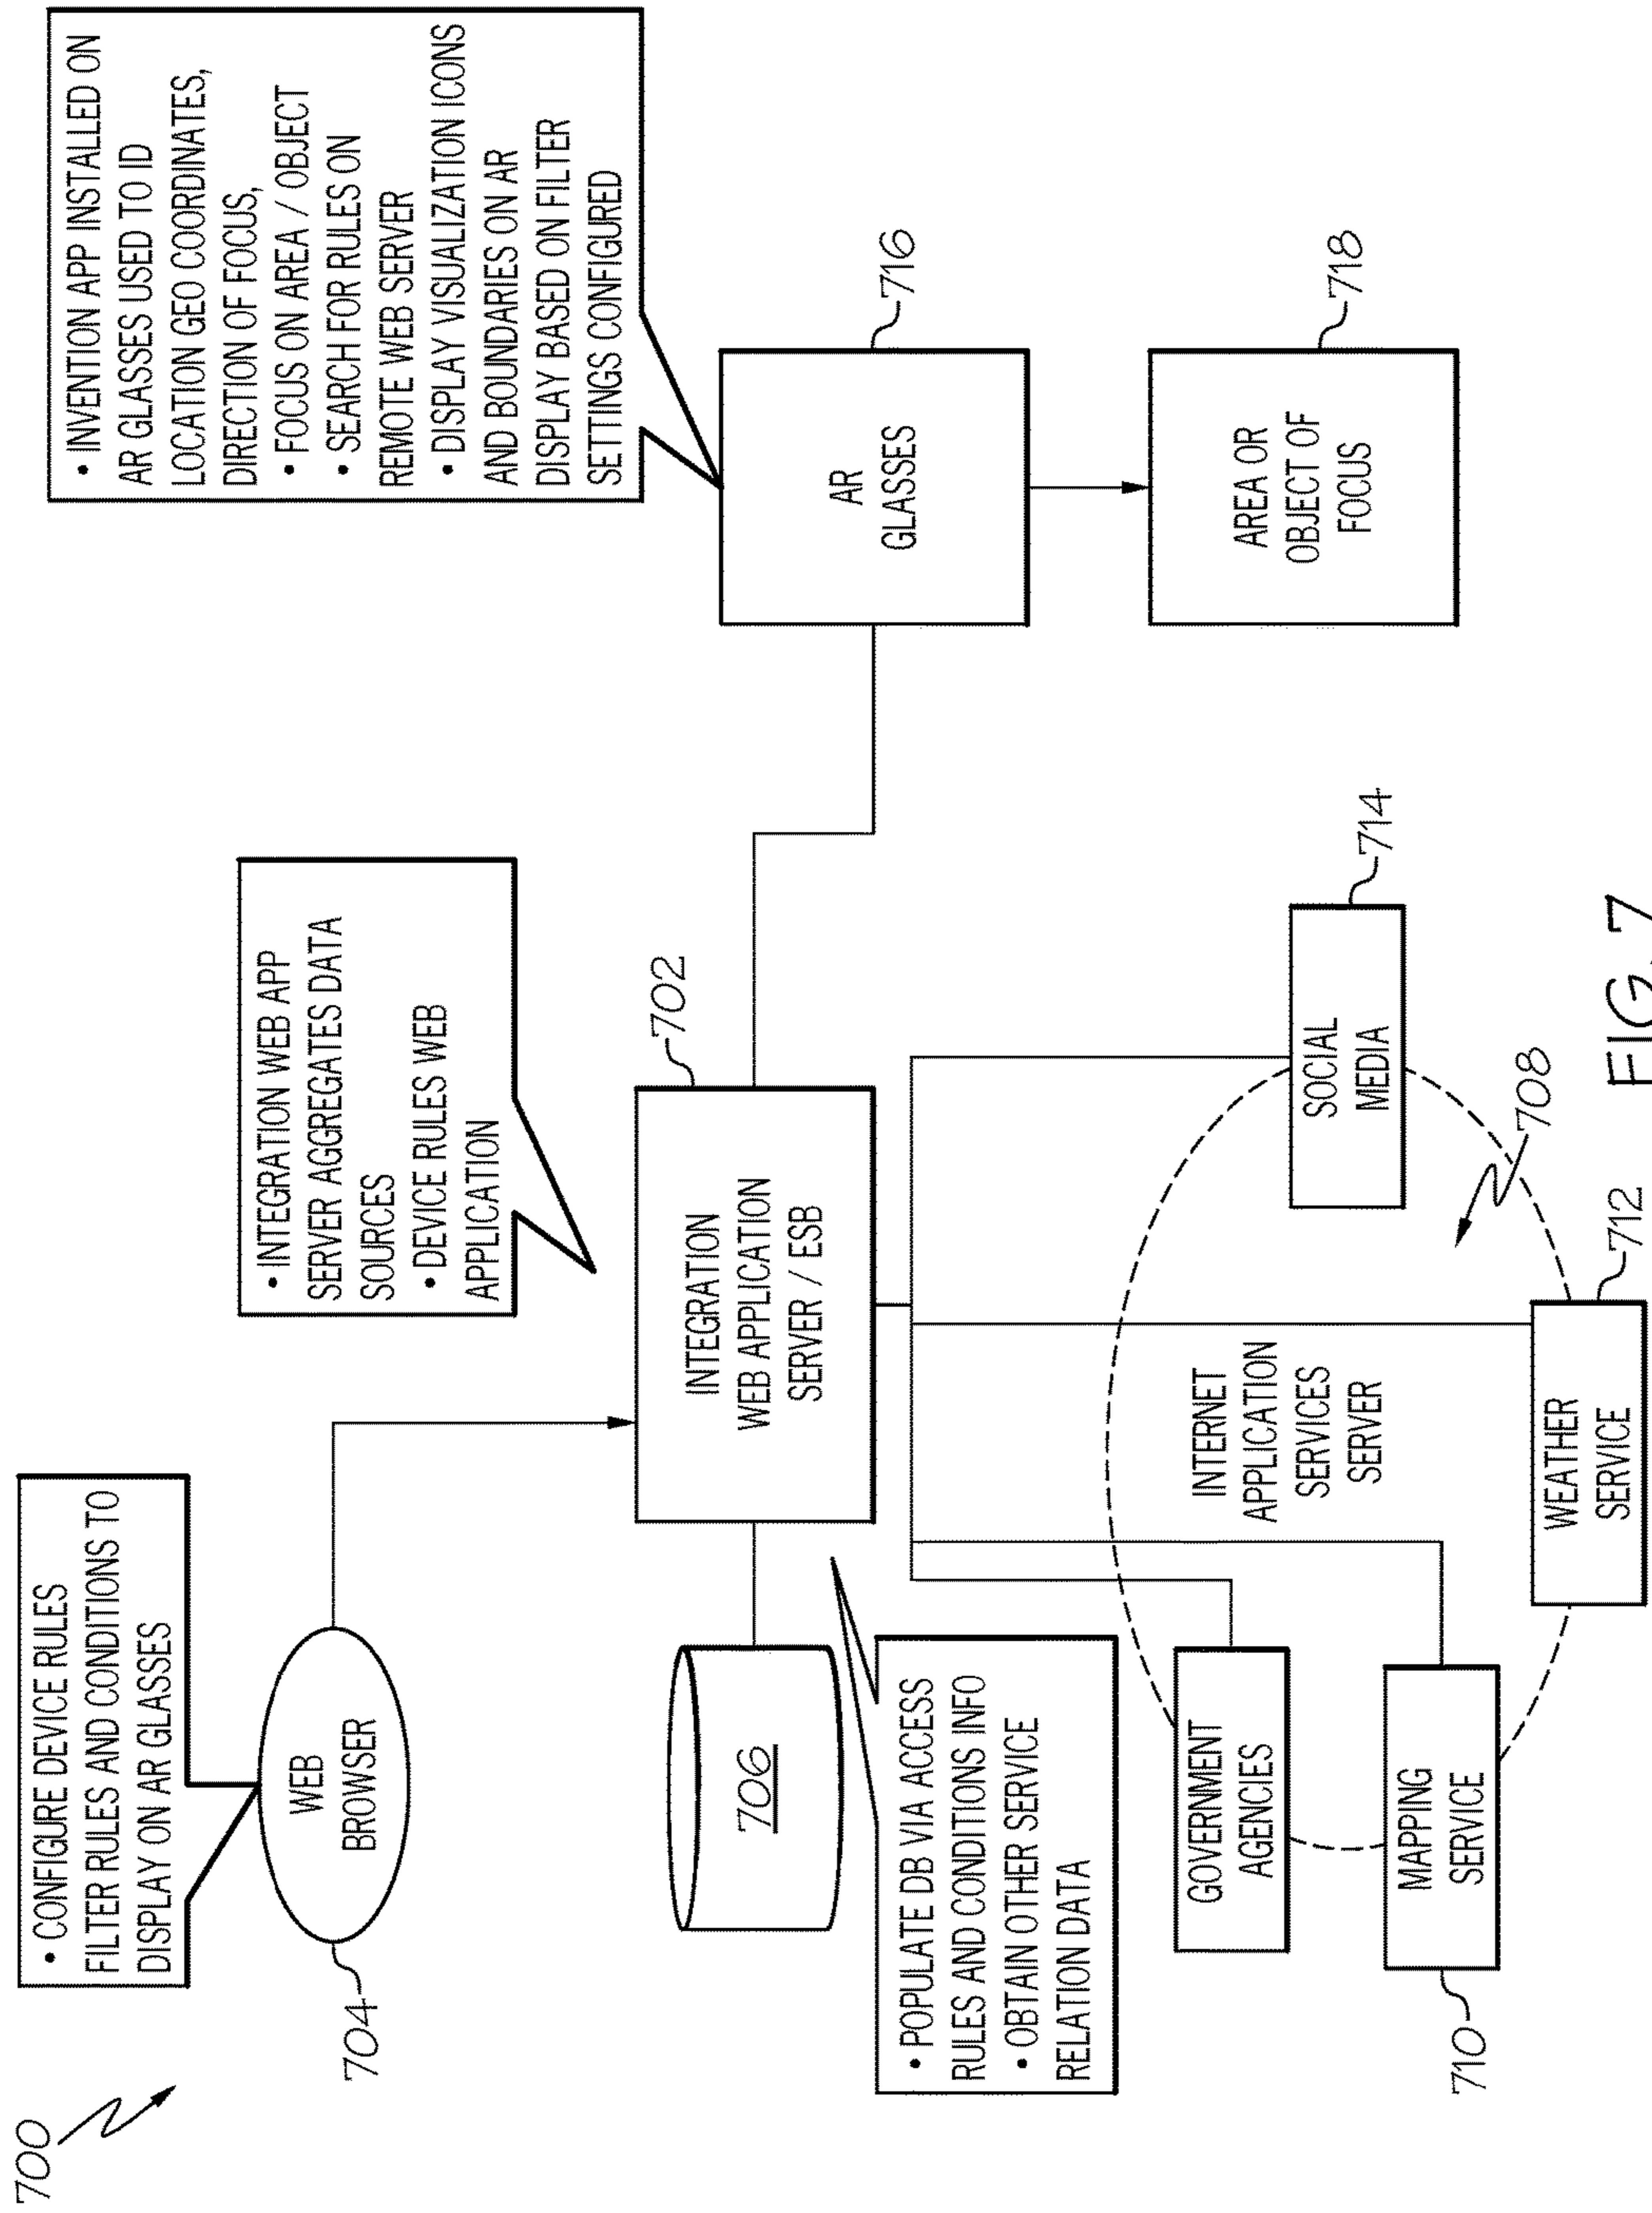 700
• CONFIGURE DEVICE RULES
FILTER RULES AND CONDITIONS TO
DISPLAY ON AR GLASSES
WEB
BROWSER
704
• INTEGRATION WEB APP
SERVER AGGREGATES DATA
SOURCES
• DEVICE RULES WEB
APPLICATION
• INVENTION APP INSTALLED ON
AR GLASSES USED TO ID
LOCATION GEO COORDINATES,
DIRECTION OF FOCUS,
• FOCUS ON AREA / OBJECT
• SEARCH FOR RULES ON
REMOTE WEB SERVER
• DISPLAY VISUALIZATION ICONS
AND BOUNDARIES ON AR
DISPLAY BASED ON FILTER
SETTINGS CONFIGURED
706
INTEGRATION
WEB APPLICATION
SERVER / ESB
702
AR
GLASSES
716
• POPULATE DB VIA ACCESS
RULES AND CONDITIONS INFO
• OBTAIN OTHER SERVICE
RELATION DATA
AREA OR
OBJECT OF
FOCUS
718
GOVERNMENT
AGENCIES
INTERNET
APPLICATION
SERVICES
SERVER
SOCIAL
MEDIA
714
MAPPING
SERVICE
710
708
WEATHER
SERVICE
712
FIG. 7